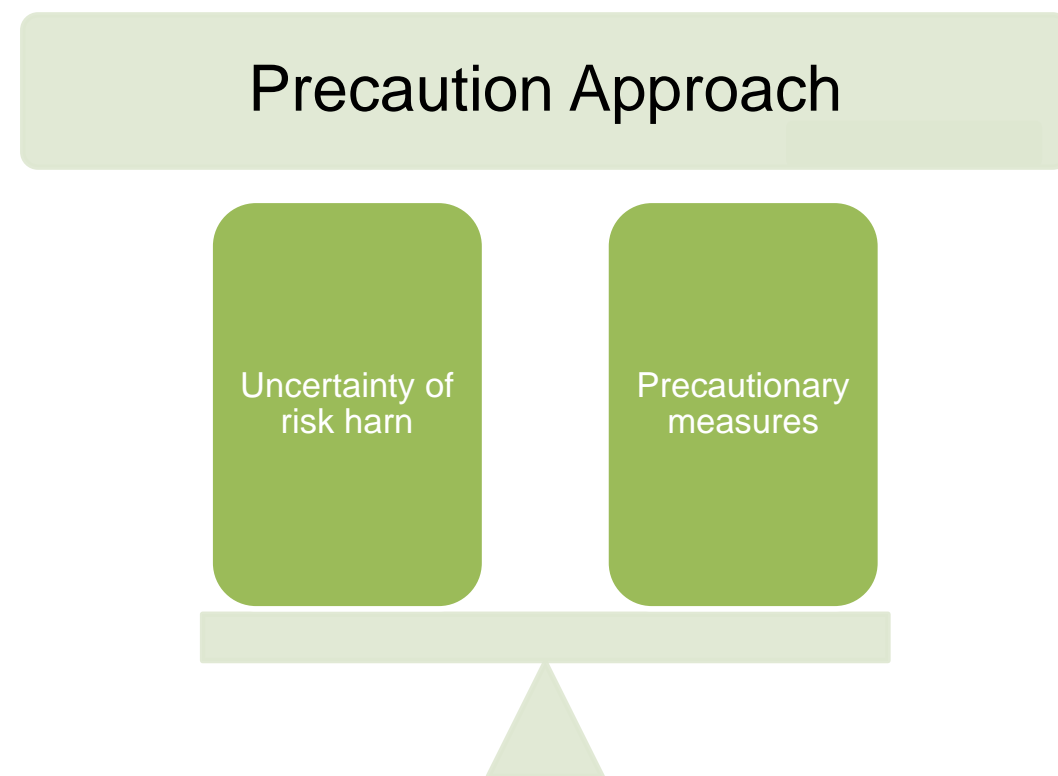 Precaution Approach
Uncertainty of
risk harn
Precautionary
measures